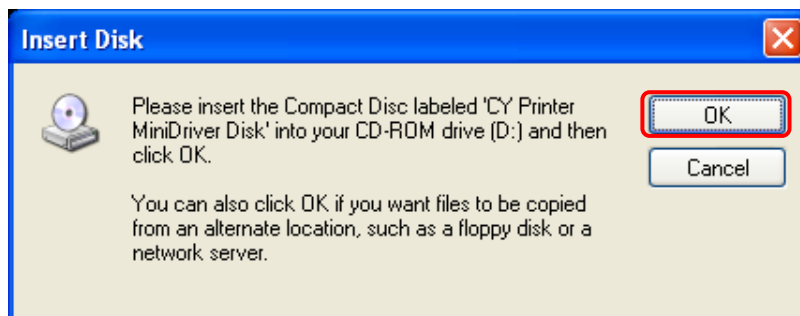 Insert Disk
Please insert the Compact Disc labeled 'CY Printer
MiniDriver Disk' into your CD-ROM drive (D:) and then
click OK.
You can also click OK if you want files to be copied
from an alternate location, such as a floppy disk or a
network server.
OK
Cancel